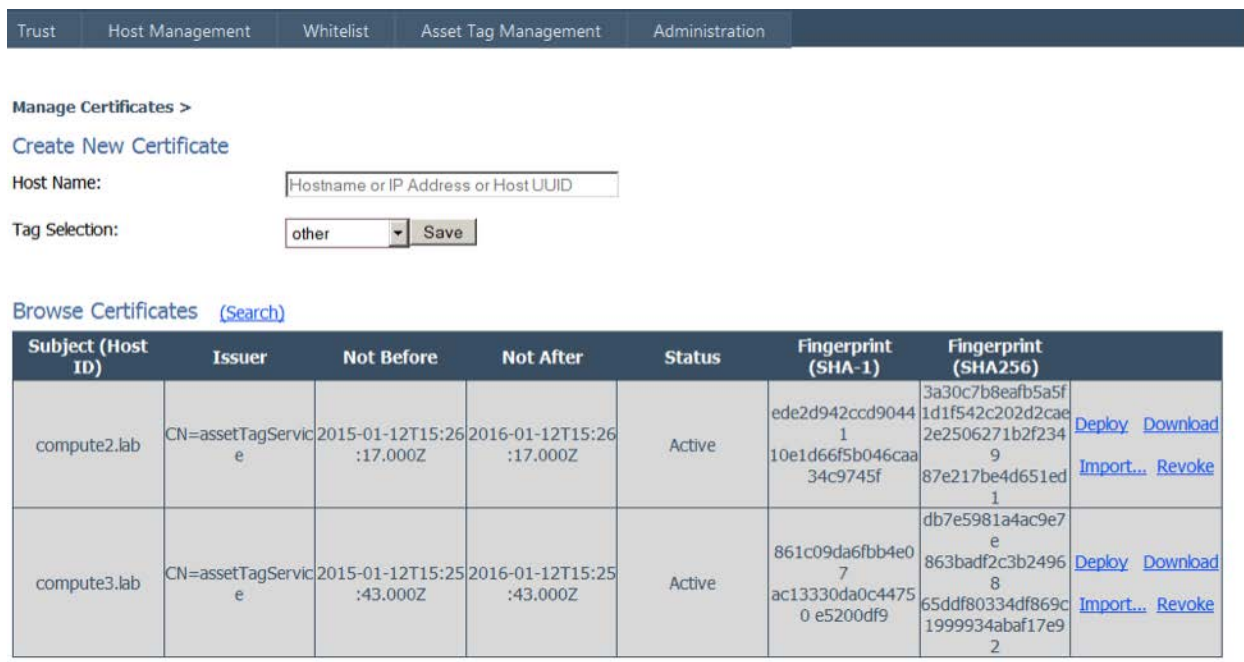 Trust Host Management Whitelist Asset Tag Management Administration
Manage Certificates >
Create New Certificate
Host Name: Hostname or IP Address or Host UUID
Tag Selection: other Save
Browse Certificates (Search)
Subject (Host ID) Issuer Not Before Not After Status Fingerprint (SHA-1) Fingerprint (SHA256)
compute2.lab
CN=assetTagServic
e
2015-01-12T15:26
:17.000Z
2016-01-12T15:26
:17.000Z
Active
ede2d942ccd9044
1
10e1d66f5b046caa
34c9745f
3a30c7b8eafb5a5f
1d1f542c202d2cae
2e2506271b2f234
9
87e217be4d651ed
1
Deploy Download
Import... Revoke
compute3.lab
CN=assetTagServic
e
2015-01-12T15:25
:43.000Z
2016-01-12T15:25
:43.000Z
Active
861c09da6fbb4e0
7
ac13330da0c4475
0 e5200df9
db7e5981a4ac9e7
e
863badf2c3b2496
8
65ddf80334df869c
1999934abaf17e9
2
Deploy Download
Import... Revoke